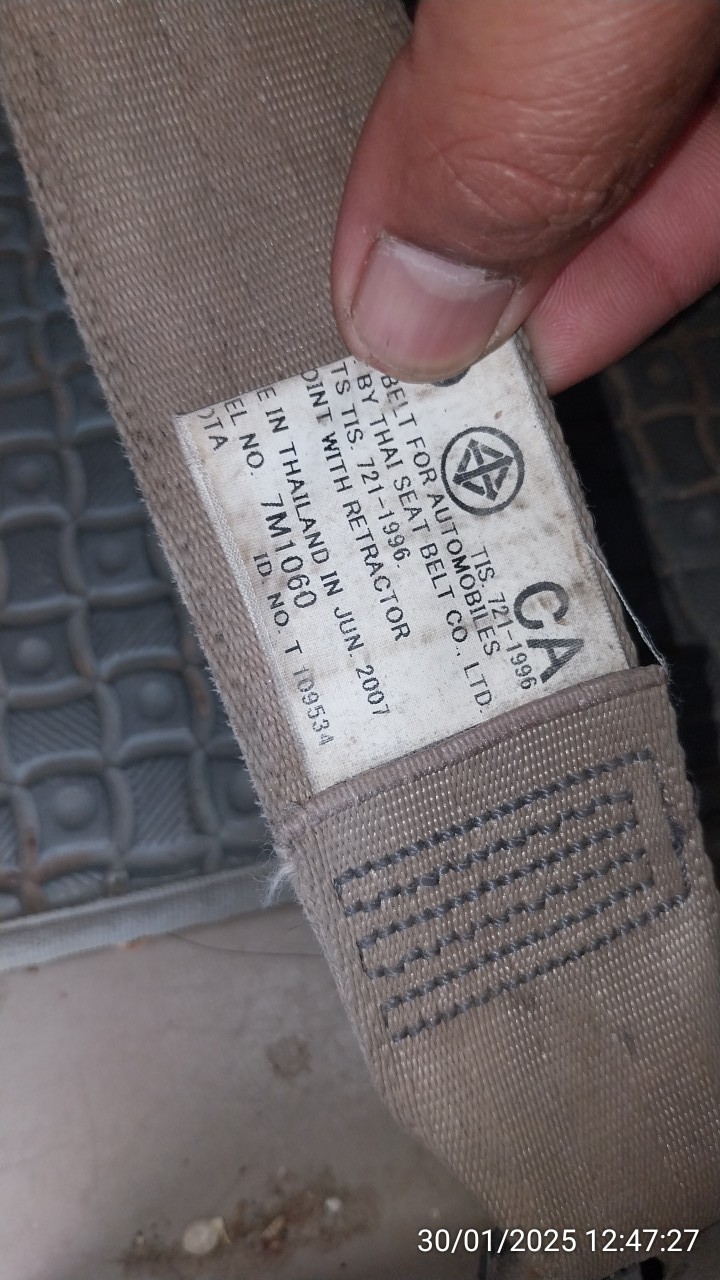 CA
TIS. 721-1996
BELT FOR AUTOMOBILES
BY THAI SEAT BELT CO., LTD.
TS TIS. 721-1996.
OINT WITH RETRACTOR
E IN THAILAND IN JUN 2007
EL NO. 7M1060
OTA ID NO. T 109534
30/01/2025 12:47:27